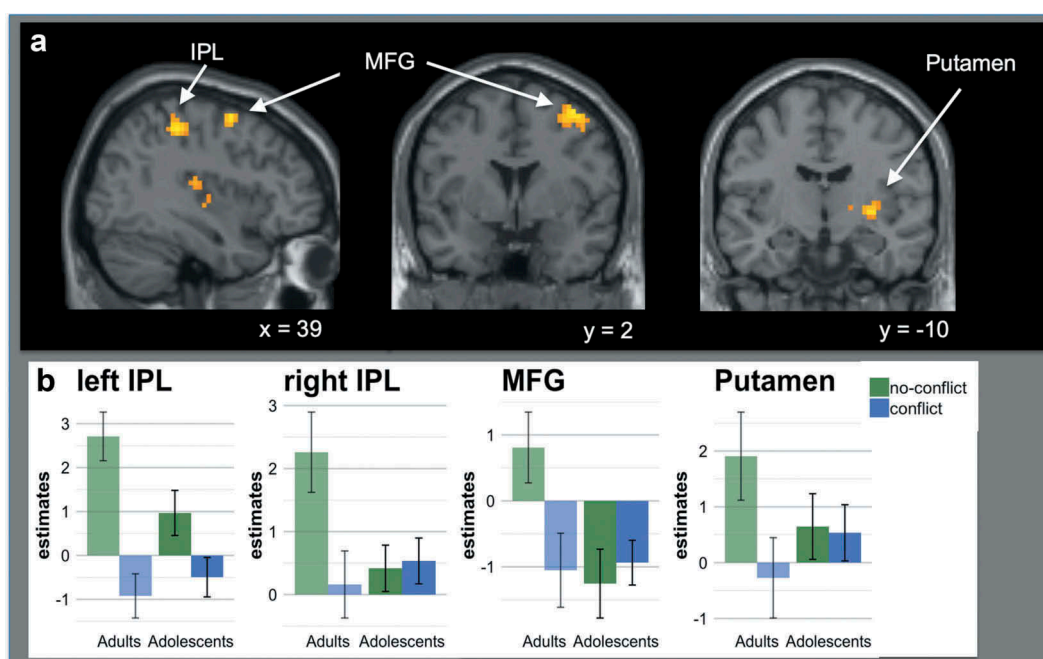 a
IPL
MFG
Putamen
x = 39
y = 2
y = -10
b
left IPL
right IPL
MFG
Putamen
no-conflict
conflict
estimates
3
2
1
0
-1
Adults Adolescents
estimates
3
2
1
0
Adults Adolescents
estimates
1
0
-1
Adults Adolescents
estimates
2
1
0
-1
Adults Adolescents